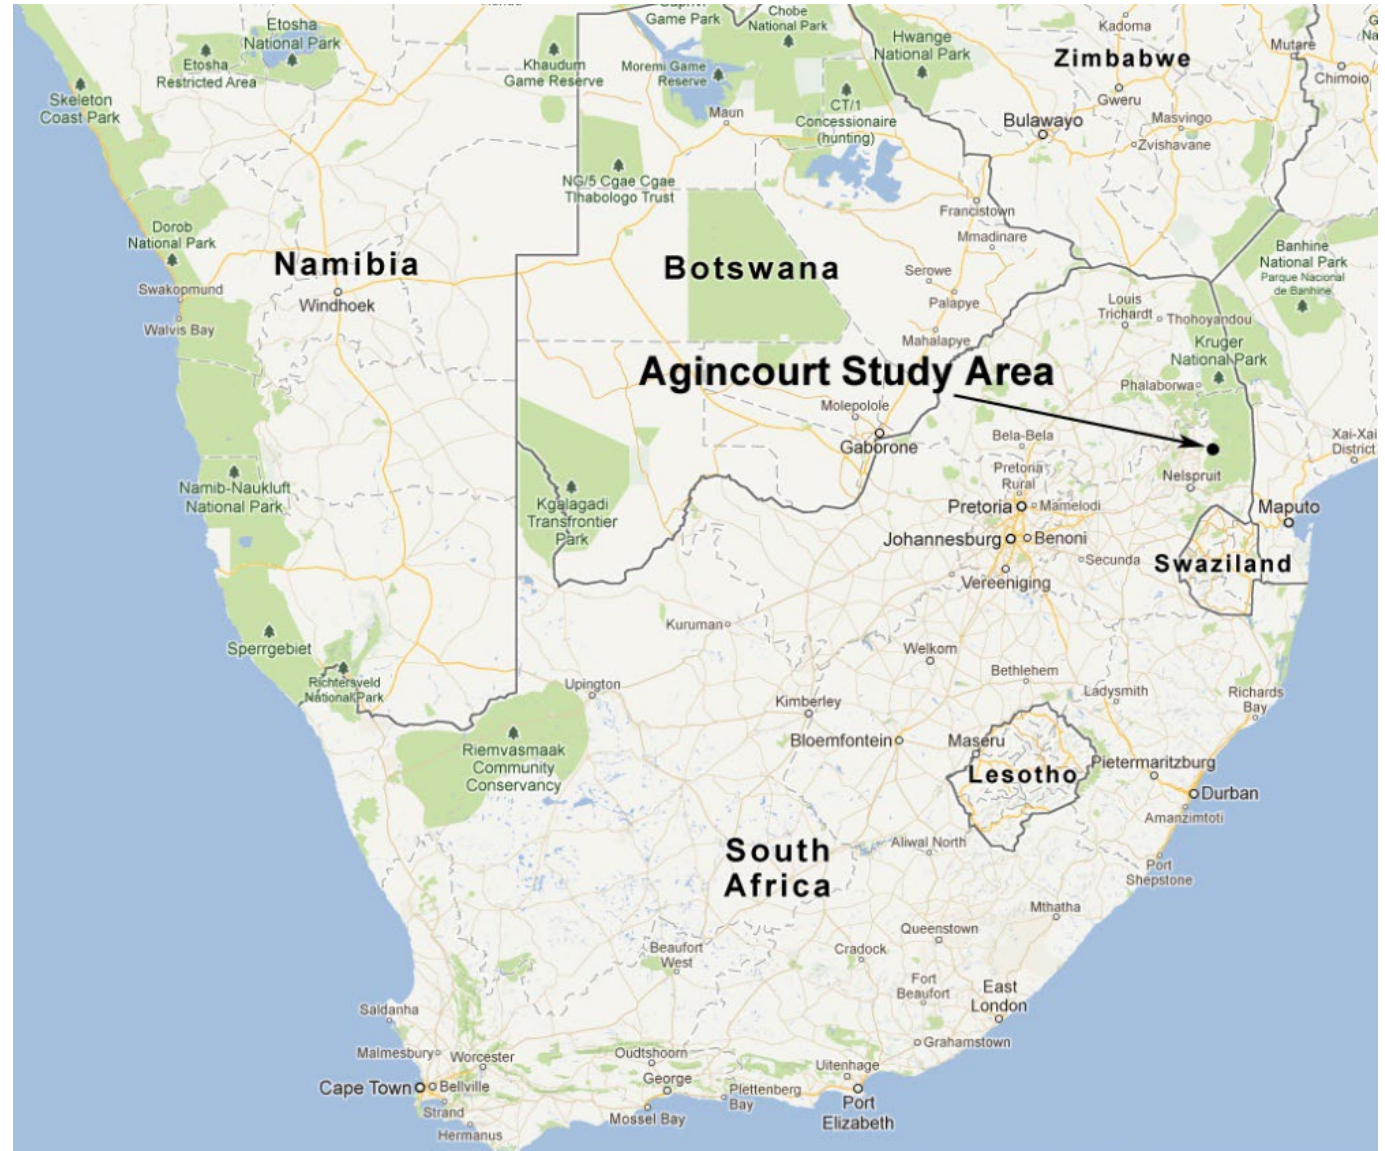 Etosha
National Park
Etosha
Restricted Area
Skeleton
Coast Park
Khaudum
Game Reserve
Game Park
Moremi Game
Reserve
Maun
Chobe
National Park
Hwange
National Park
CT/1
Concessionaire
(hunting)
Kadoma
Zimbabwe
Mutare
Chimoio
Gweru
Bulawayo
Masvingo
Zvishavane
NG/5 Cgae Cgae
Tlhabologo Trust
Francistown
Mmadinare
Dorob
National Park
Namibia
Botswana
Serowe
Palapye
Banhine
National Park
Parque Nacional
de Banhine
Swakopmund
Windhoek
Walvis Bay
Louis
Trichardt
Thohoyandou
Mahalapye
Kruger
National Park
Agincourt Study Area
Phalaborwa
Molepolole
Gaborone
Bela-Bela
Xai-Xai
District
Pretoria
Rural
Nelspruit
Namib-Naukluft
National Park
Kgalagadi
Transfrontier
Park
Pretoria
Mamelodi
Maputo
Johannesburg
Benoni
Secunda
Swaziland
Vereeniging
Kuruman
Sperrgebiet
Welkom
Bethlehem
Richtersveld
National Park
Upington
Ladysmith
Richards
Bay
Kimberley
Bloemfontein
Maseru
Riemvasmaak
Community
Conservancy
Pietermaritzburg
Lesotho
Durban
Amanzimtoti
South
Africa
Aliwal North
Port
Shepstone
Mthatha
Queenstown
Beaufort
West
Cradock
Fort
Beaufort
East
London
Saldanha
Grahamstown
Malmesbury
Worcester
Oudtshoorn
Uitenhage
Cape Town
Bellville
George
Plettenberg
Bay
Port
Elizabeth
Strand
Mossel Bay
Hermanus